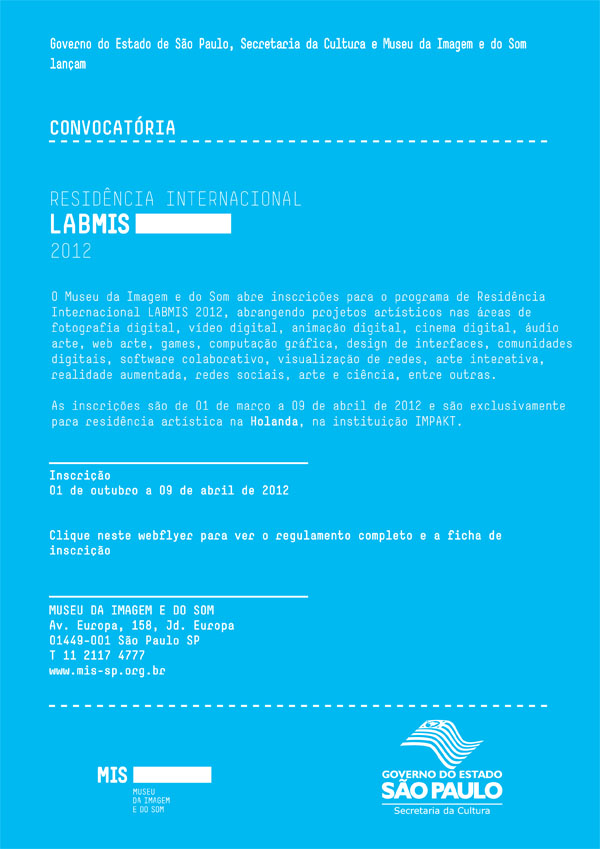 Governo do Estado de São Paulo, Secretaria da Cultura e Museu da Imagem e do Som
lançam
CONVOCATÓRIA
RESIDÊNCIA INTERNACIONAL
LABMIS
2012
O Museu da Imagem e do Som abre inscrições para o programa de Residência
Internacional LABMIS 2012, abrangendo projetos artísticos nas áreas de
fotografia digital, vídeo digital, animação digital, cinema digital, áudio
arte, web arte, games, computação gráfica, design de interfaces, comunidades
digitais, software colaborativo, visualização de redes, arte interativa,
realidade aumentada, redes sociais, arte e ciência, entre outras.
As inscrições são de 01 de março a 09 de abril de 2012 e são exclusivamente
para residência artística na Holanda, na instituição IMPAKT.
Inscrição
01 de outubro a 09 de abril de 2012
Clique neste webflyer para ver o regulamento completo e a ficha de
inscrição
MUSEU DA IMAGEM E DO SOM
Av. Europa, 158, Jd. Europa
01449-001 São Paulo SP
T 11 2117 4777
www.mis-sp.org.br
MIS
MUSEU
DA IMAGEM
E DO SOM
GOVERNO DO ESTADO
SÃO PAULO
Secretaria da Cultura